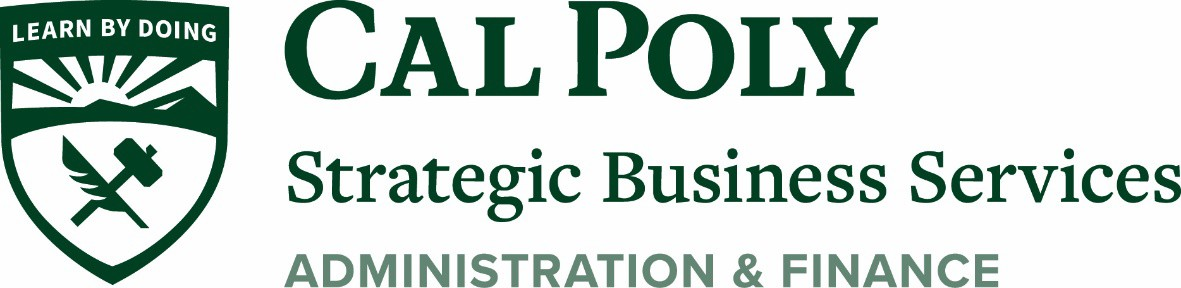 LEARN BY DOING
CAL POLY
Strategic Business Services
ADMINISTRATION & FINANCE